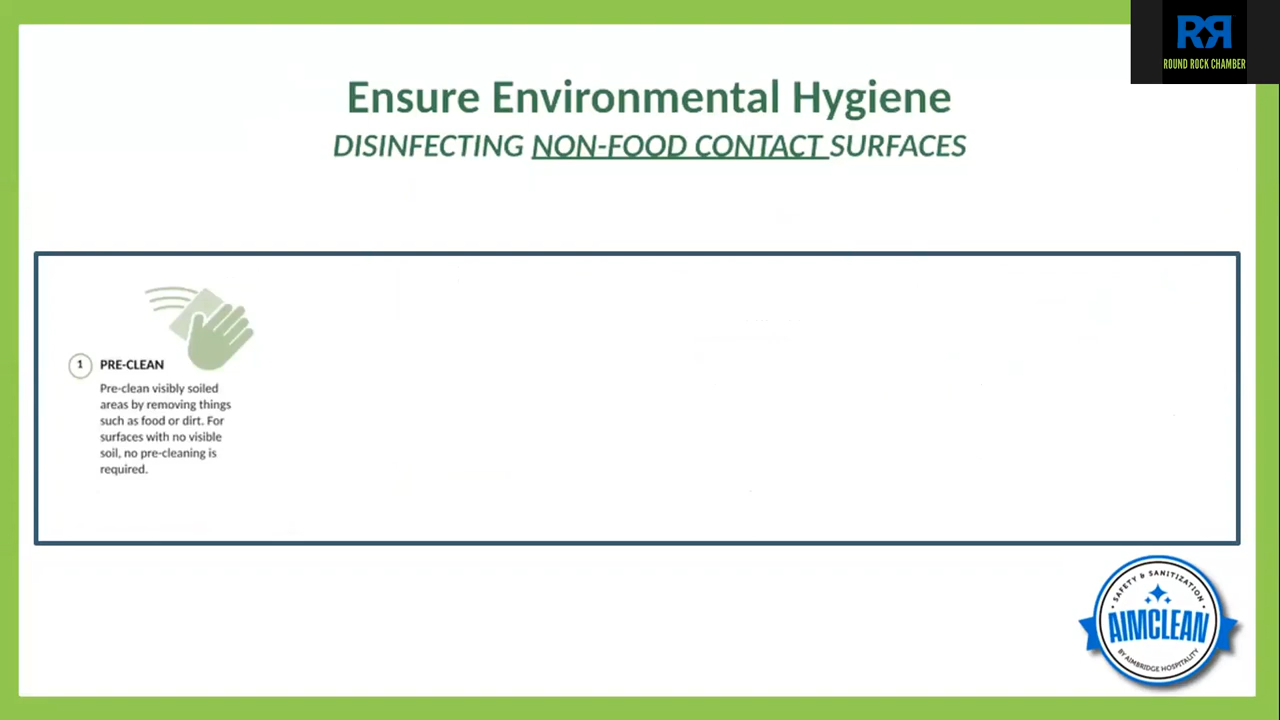 RR
ROUND ROCK CHAMBER
Ensure Environmental Hygiene
DISINFECTING NON-FOOD CONTACT SURFACES
1 PRE-CLEAN
Pre-clean visibly soiled
areas by removing things
such as food or dirt. For
surfaces with no visible
soil, no pre-cleaning is
required.
• SAFETY & SANITIZATION •
AIMCLEAN
BY AIMBRIDGE HOSPITALITY